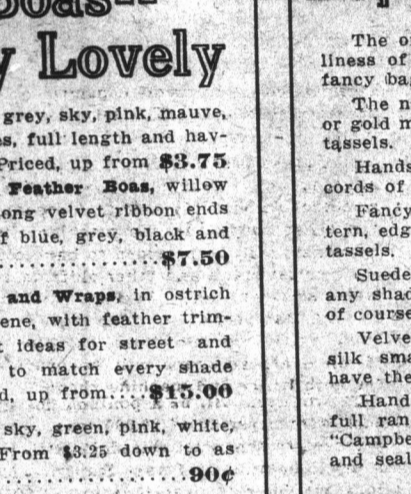 Boas
Lovely
grey, sky, pink, mauve,
full length and hav-
Priced, up from $3.75
Feather Boas, willow
ong velvet ribbon ends
f blue, grey, black and
$7.50
and Wraps, in ostrich
ene, with feather trim-
t ideas for street and
to match every shade
d, up from....$15.00
sky, green, pink, white,
From $3.25 down to as
90¢
The o
liness of
fancy ba
The n
or gold m
tassels.
Hands
cords of
Fancy
tern, edg
tassels.
Suede
any shad
of course
Velve
silk sma
have the
Hand
full ran
"Campbe
and seal